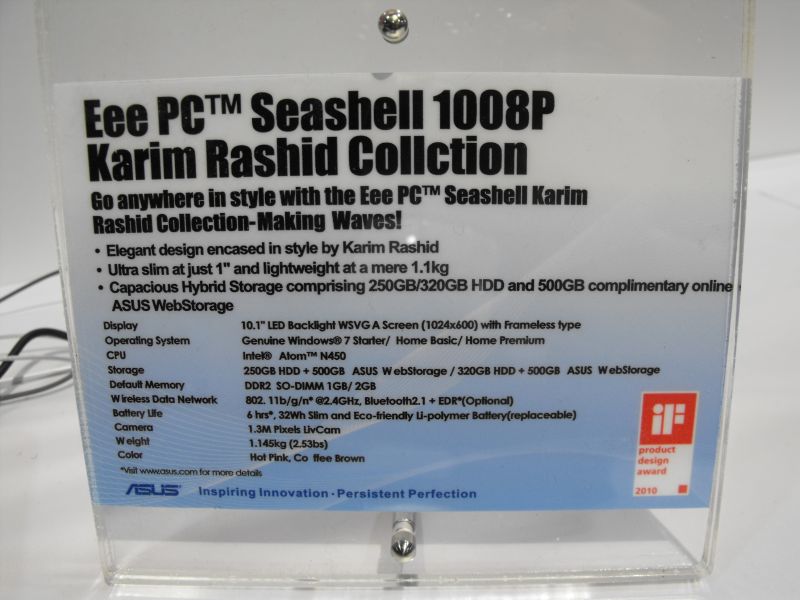 Eee PC™ Seashell 1008P
Karim Rashid Collction
Go anywhere in style with the Eee PC™ Seashell Karim
Rashid Collection-Making Waves!
• Elegant design encased in style by Karim Rashid
• Ultra slim at just 1" and lightweight at a mere 1.1kg
• Capacious Hybrid Storage comprising 250GB/320GB HDD and 500GB complimentary online
ASUS WebStorage
Display 10.1" LED Backlight WSVG A Screen (1024x600) with Frameless type
Operating System Genuine Windows® 7 Starter/ Home Basic/ Home Premium
CPU Intel® Atom™ N450
Storage 250GB HDD + 500GB ASUS WebStorage / 320GB HDD + 500GB ASUS WebStorage
Default Memory DDR2 SO-DIMM 1GB/ 2GB
Wireless Data Network 802. 11b/g/n* @2.4GHz, Bluetooth2.1 + EDR*(Optional)
Battery Life 6 hrs*, 32Wh Slim and Eco-friendly Li-polymer Battery(replaceable)
Camera 1.3M Pixels LivCam
Weight 1.145kg (2.53bs)
Color Hot Pink, Co ffee Brown
*Visit www.asus.com for more details
ASUS Inspiring Innovation · Persistent Perfection
iF
product
design
award
2010